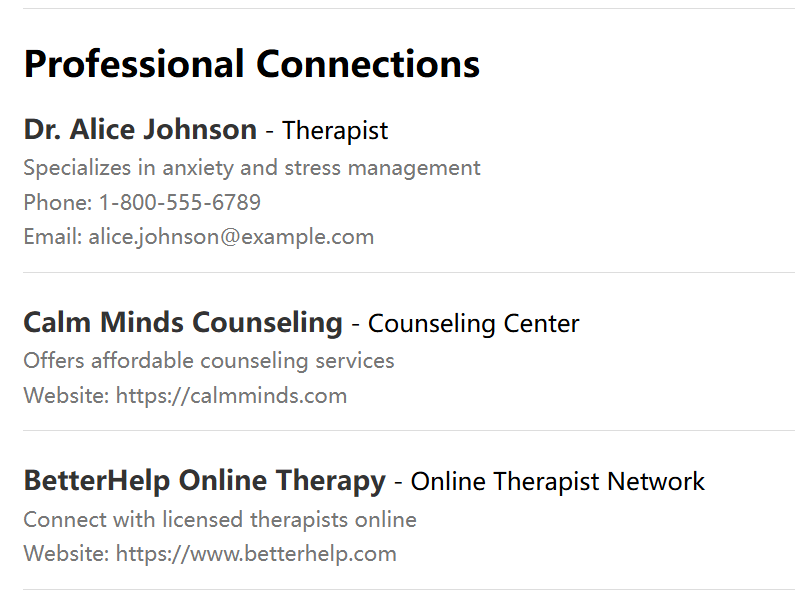 Professional Connections
Dr. Alice Johnson - Therapist
Specializes in anxiety and stress management
Phone: 1-800-555-6789
Email: alice.johnson@example.com
Calm Minds Counseling - Counseling Center
Offers affordable counseling services
Website: https://calmminds.com
BetterHelp Online Therapy - Online Therapist Network
Connect with licensed therapists online
Website: https://www.betterhelp.com